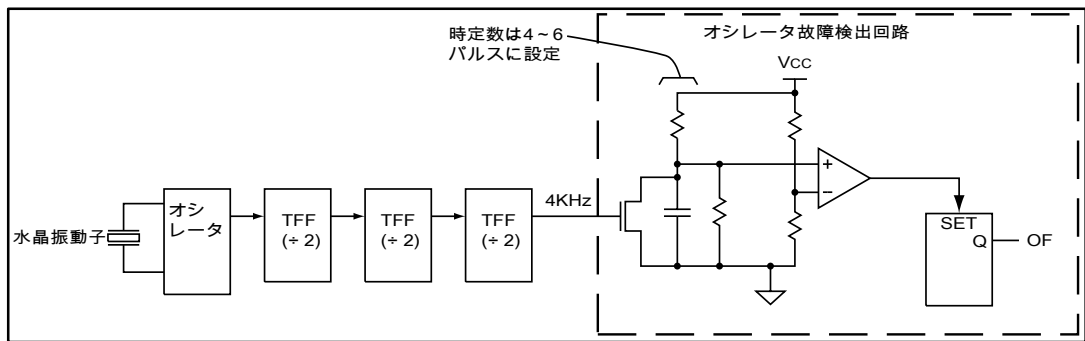 時定数は4~6
パルスに設定
オシレータ故障検出回路
VCC
水晶振動子
オシ
レータ
TFF
(÷ 2)
TFF
(÷ 2)
TFF
(÷ 2)
4KHz
+
−
SET
Q
OF